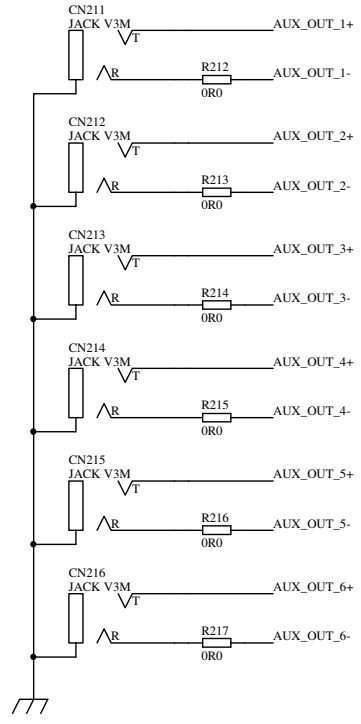 CN211
JACK V3M
T
AUX_OUT_1+
R
R212
0R0
AUX_OUT_1-
CN212
JACK V3M
T
AUX_OUT_2+
R
R213
0R0
AUX_OUT_2-
CN213
JACK V3M
T
AUX_OUT_3+
R
R214
0R0
AUX_OUT_3-
CN214
JACK V3M
T
AUX_OUT_4+
R
R215
0R0
AUX_OUT_4-
CN215
JACK V3M
T
AUX_OUT_5+
R
R216
0R0
AUX_OUT_5-
CN216
JACK V3M
T
AUX_OUT_6+
R
R217
0R0
AUX_OUT_6-